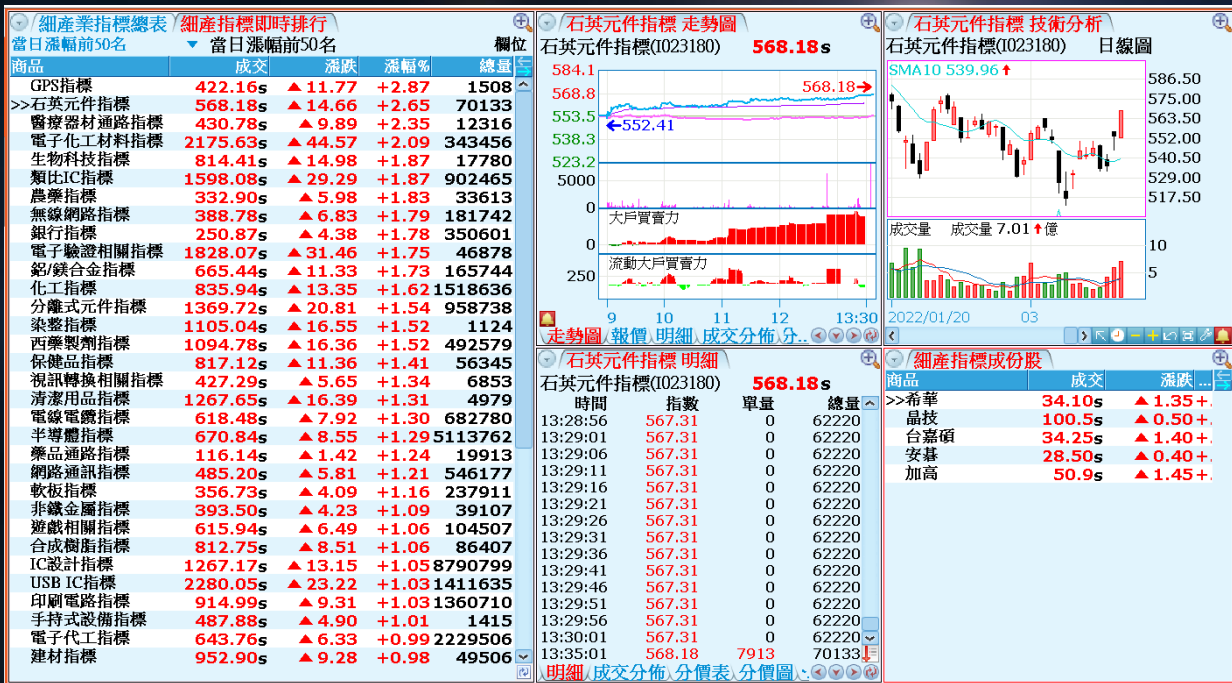 細產業指標總表 細產指標即時排行
當日漲幅前50名 ▼ 當日漲幅前50名 欄位
商品 成交 漲跌 漲幅% 總量
GPS指標 422.16s ▲11.77 +2.87 1508
>>石英元件指標 568.18s ▲14.66 +2.65 70133
醫療器材通路指標 430.78s ▲9.89 +2.35 12316
電子化工材料指標 2175.63s ▲44.57 +2.09 343456
生物科技指標 814.41s ▲14.98 +1.87 17780
類比IC指標 1598.08s ▲29.29 +1.87 902465
農藥指標 332.90s ▲5.98 +1.83 33613
無線網路指標 388.78s ▲6.83 +1.79 181742
銀行指標 250.87s ▲4.38 +1.78 350601
電子驗證相關指標 1828.07s ▲31.46 +1.75 46878
鋁/鎂合金指標 665.44s ▲11.33 +1.73 165744
化工指標 835.94s ▲13.35 +1.62 1518636
分離式元件指標 1369.72s ▲20.81 +1.54 958738
染整指標 1105.04s ▲16.55 +1.52 1124
西藥製劑指標 1094.78s ▲16.36 +1.52 492579
保健品指標 817.12s ▲11.36 +1.41 56345
視訊轉換相關指標 427.29s ▲5.65 +1.34 6853
清潔用品指標 1267.65s ▲16.39 +1.31 4979
電線電纜指標 618.48s ▲7.92 +1.30 682780
半導體指標 670.84s ▲8.55 +1.29 5113762
藥品通路指標 116.14s ▲1.42 +1.24 19913
網路通訊指標 485.20s ▲5.81 +1.21 546177
軟板指標 356.73s ▲4.09 +1.16 237911
非鐵金屬指標 393.50s ▲4.23 +1.09 39107
遊戲相關指標 615.94s ▲6.49 +1.06 104507
合成樹脂指標 812.75s ▲8.51 +1.06 86407
IC設計指標 1267.17s ▲13.15 +1.05 8790799
USB IC指標 2280.05s ▲23.22 +1.03 1411635
印刷電路指標 914.99s ▲9.31 +1.03 1360710
手持式設備指標 487.88s ▲4.90 +1.01 1415
電子代工指標 643.76s ▲6.33 +0.99 2229506
建材指標 952.90s ▲9.28 +0.98 49506
石英元件指標 走勢圖
石英元件指標(I023180) 568.18s
584.1
568.8
553.5
538.3
523.2
5000
0
568.18→
←552.41
大戶買賣力
0
流動大戶買賣力
250
9 10 11 12 13:30
走勢圖 報價 明細 成交分佈 分..
石英元件指標 明細
石英元件指標(I023180) 568.18s
時間 指數 單量 總量
13:28:56 567.31 0 62220
13:29:01 567.31 0 62220
13:29:06 567.31 0 62220
13:29:11 567.31 0 62220
13:29:16 567.31 0 62220
13:29:21 567.31 0 62220
13:29:26 567.31 0 62220
13:29:31 567.31 0 62220
13:29:36 567.31 0 62220
13:29:41 567.31 0 62220
13:29:46 567.31 0 62220
13:29:51 567.31 0 62220
13:29:56 567.31 0 62220
13:30:01 567.31 0 62220
13:35:01 568.18 7913 70133
明細 成交分佈 分價表 分價圖
石英元件指標 技術分析
石英元件指標(I023180) 日線圖
SMA10 539.96↑
586.50
575.00
563.50
552.00
540.50
529.00
517.50
成交量 成交量 7.01↑億
10
5
2022/01/20 03
細產指標成份股
商品 成交 漲跌 ...
>>希華 34.10s ▲1.35+.
晶技 100.5s ▲0.50+.
台嘉碩 34.25s ▲1.40+.
安碁 28.50s ▲0.40+.
加高 50.9s ▲1.45+.